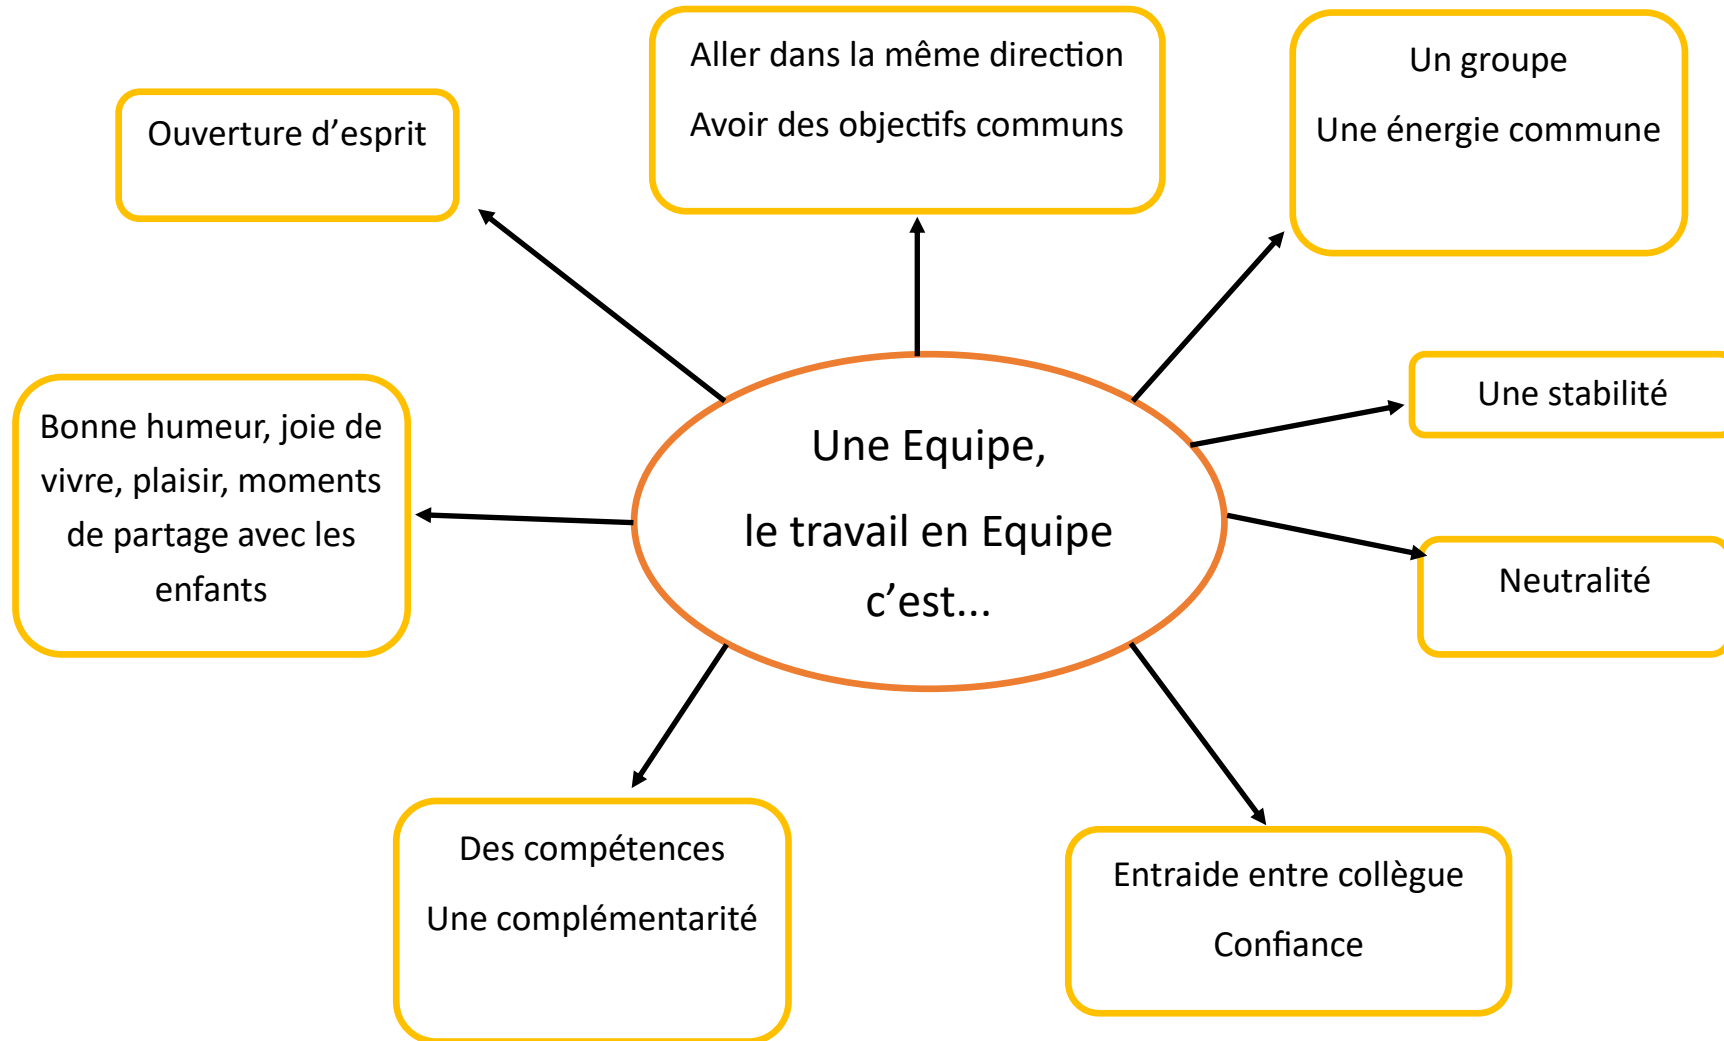 Aller dans la même direction
Avoir des objectifs communs
Un groupe
Une énergie commune
Ouverture d’esprit
Une stabilité
Bonne humeur, joie de
vivre, plaisir, moments
de partage avec les
enfants
Une Equipe,
le travail en Equipe
c’est...
Neutralité
Des compétences
Une complémentarité
Entraide entre collègue
Confiance